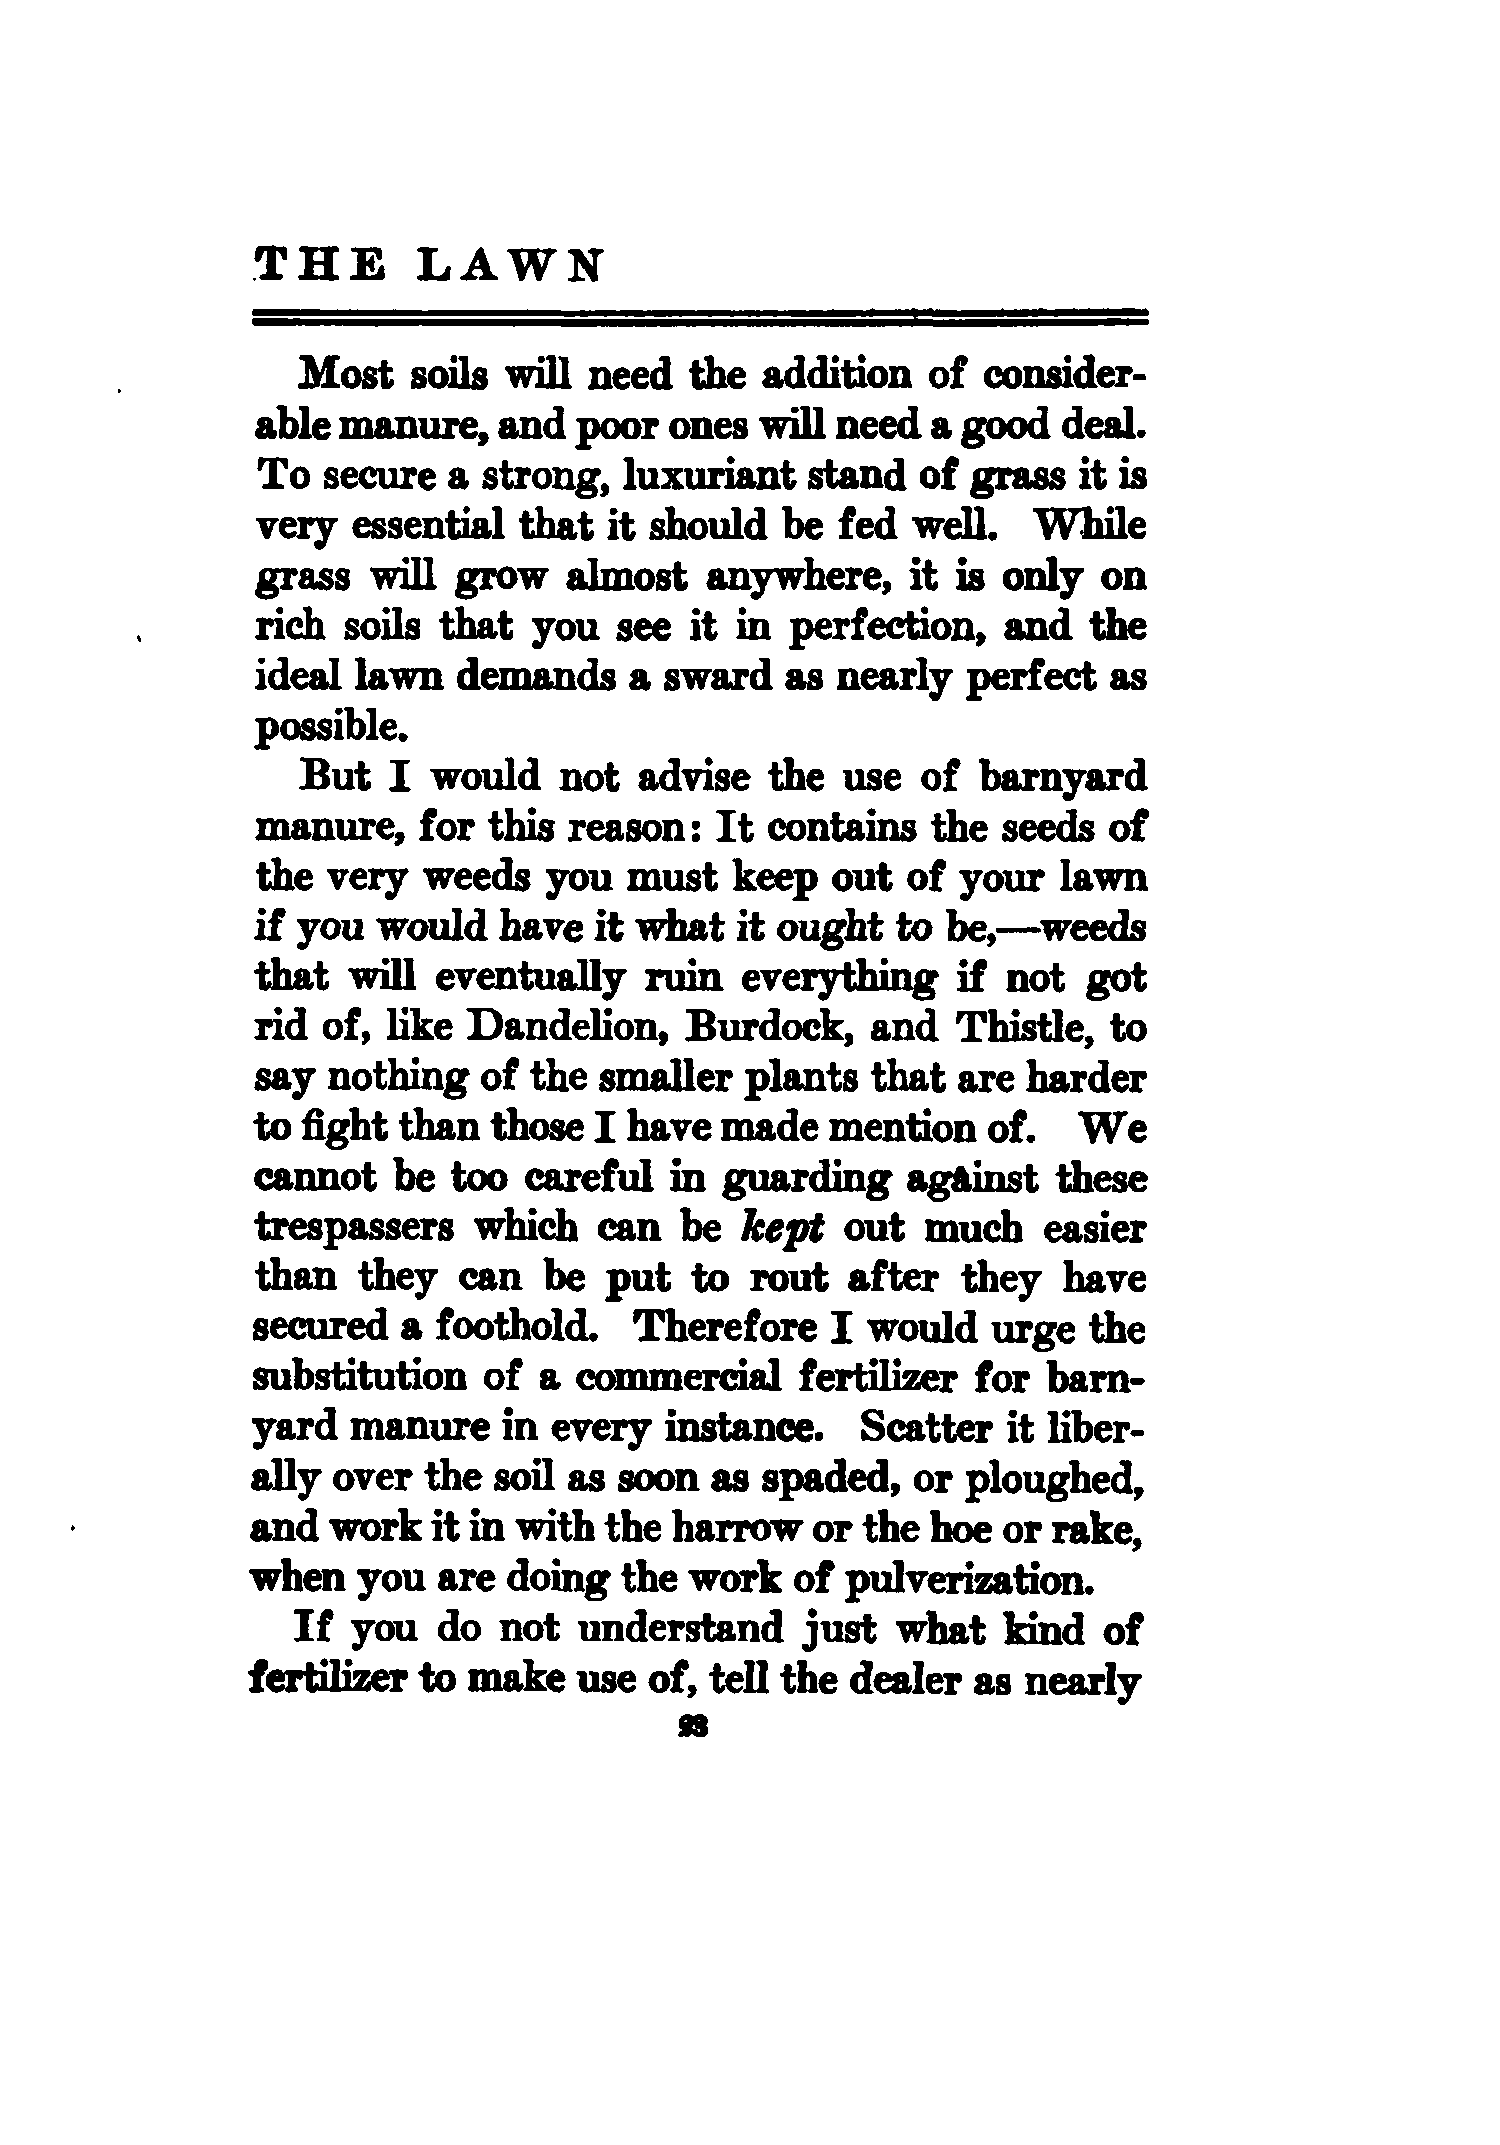 THE LAWN
Most soils will need the addition of consider-
able manure, and poor ones will need a good deal.
To secure a strong, luxuriant stand of grass it is
very essential that it should be fed well. While
grass will grow almost anywhere, it is only on
rich soils that you see it in perfection, and the
ideal lawn demands a sward as nearly perfect as
possible.
But I would not advise the use of barnyard
manure, for this reason: It contains the seeds of
the very weeds you must keep out of your lawn
if you would have it what it ought to be,—weeds
that will eventually ruin everything if not got
rid of, like Dandelion, Burdock, and Thistle, to
say nothing of the smaller plants that are harder
to fight than those I have made mention of. We
cannot be too careful in guarding against these
trespassers which can be kept out much easier
than they can be put to rout after they have
secured a foothold. Therefore I would urge the
substitution of a commercial fertilizer for barn-
yard manure in every instance. Scatter it liber-
ally over the soil as soon as spaded, or ploughed,
and work it in with the harrow or the hoe or rake,
when you are doing the work of pulverization.
If you do not understand just what kind of
fertilizer to make use of, tell the dealer as nearly
23